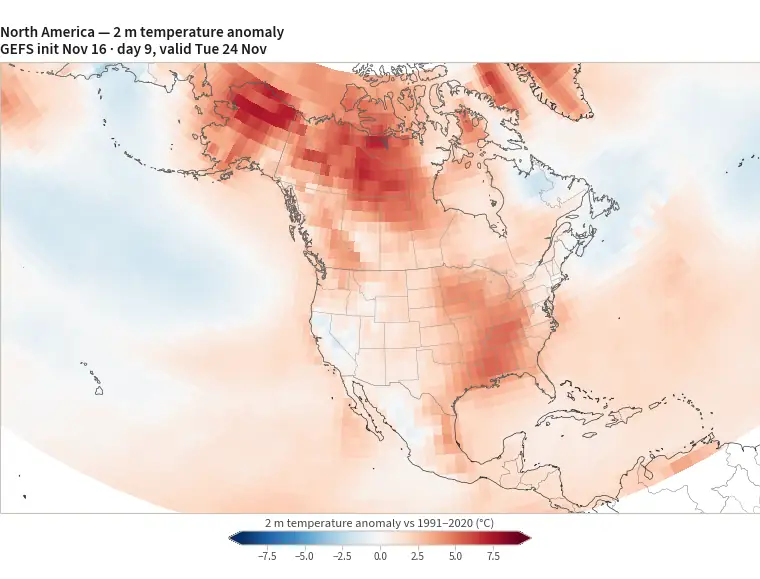 North America — 2 m temperature anomaly
GEFS init Nov 16 · day 9, valid Tue 24 Nov
2 m temperature anomaly vs 1991–2020 (°C)
−7.5 −5.0 −2.5 0.0 2.5 5.0 7.5